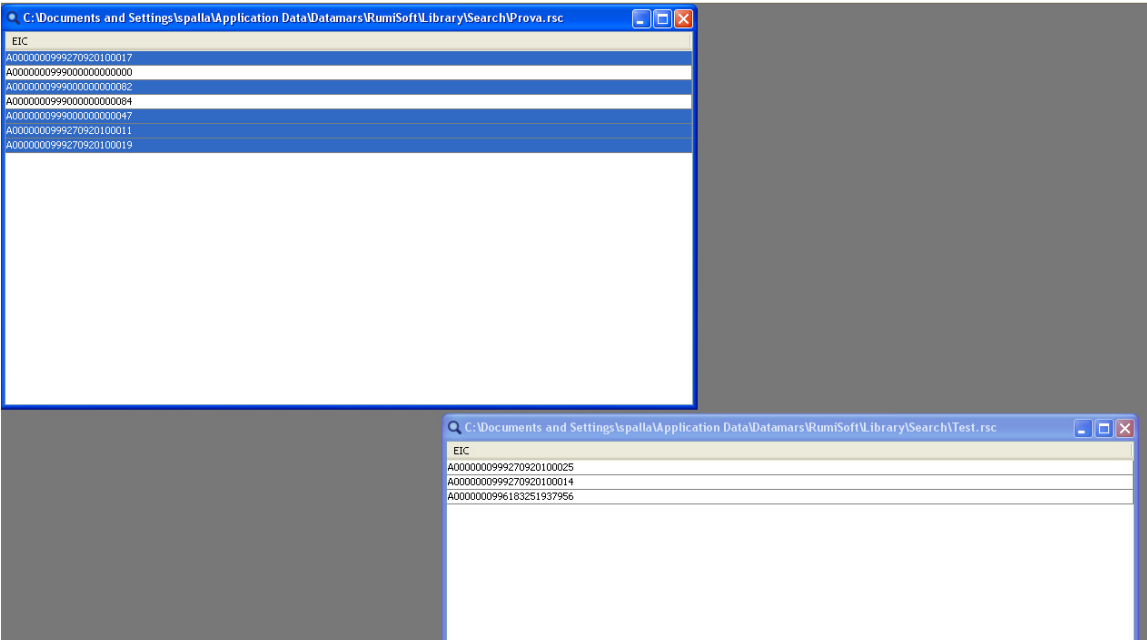 C:\Documents and Settings\spalla\Application Data\Datamars\RumiSoft\Library\Search\Prova.rsc
EIC
A0000000999270920100017
A0000000999000000000000
A0000000999000000000082
A0000000999000000000084
A0000000999000000000047
A0000000999270920100011
A0000000999270920100019
C:\Documents and Settings\spalla\Application Data\Datamars\RumiSoft\Library\Search\Test.rsc
EIC
A0000000999270920100025
A0000000999270920100014
A0000000996183251937956